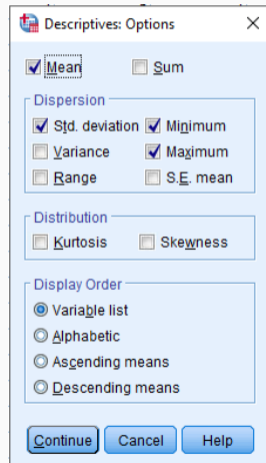 Descriptives: Options
Mean Sum
Dispersion
Std. deviation Minimum
Variance Maximum
Range S.E. mean
Distribution
Kurtosis Skewness
Display Order
Variable list
Alphabetic
Ascending means
Descending means
Continue Cancel Help